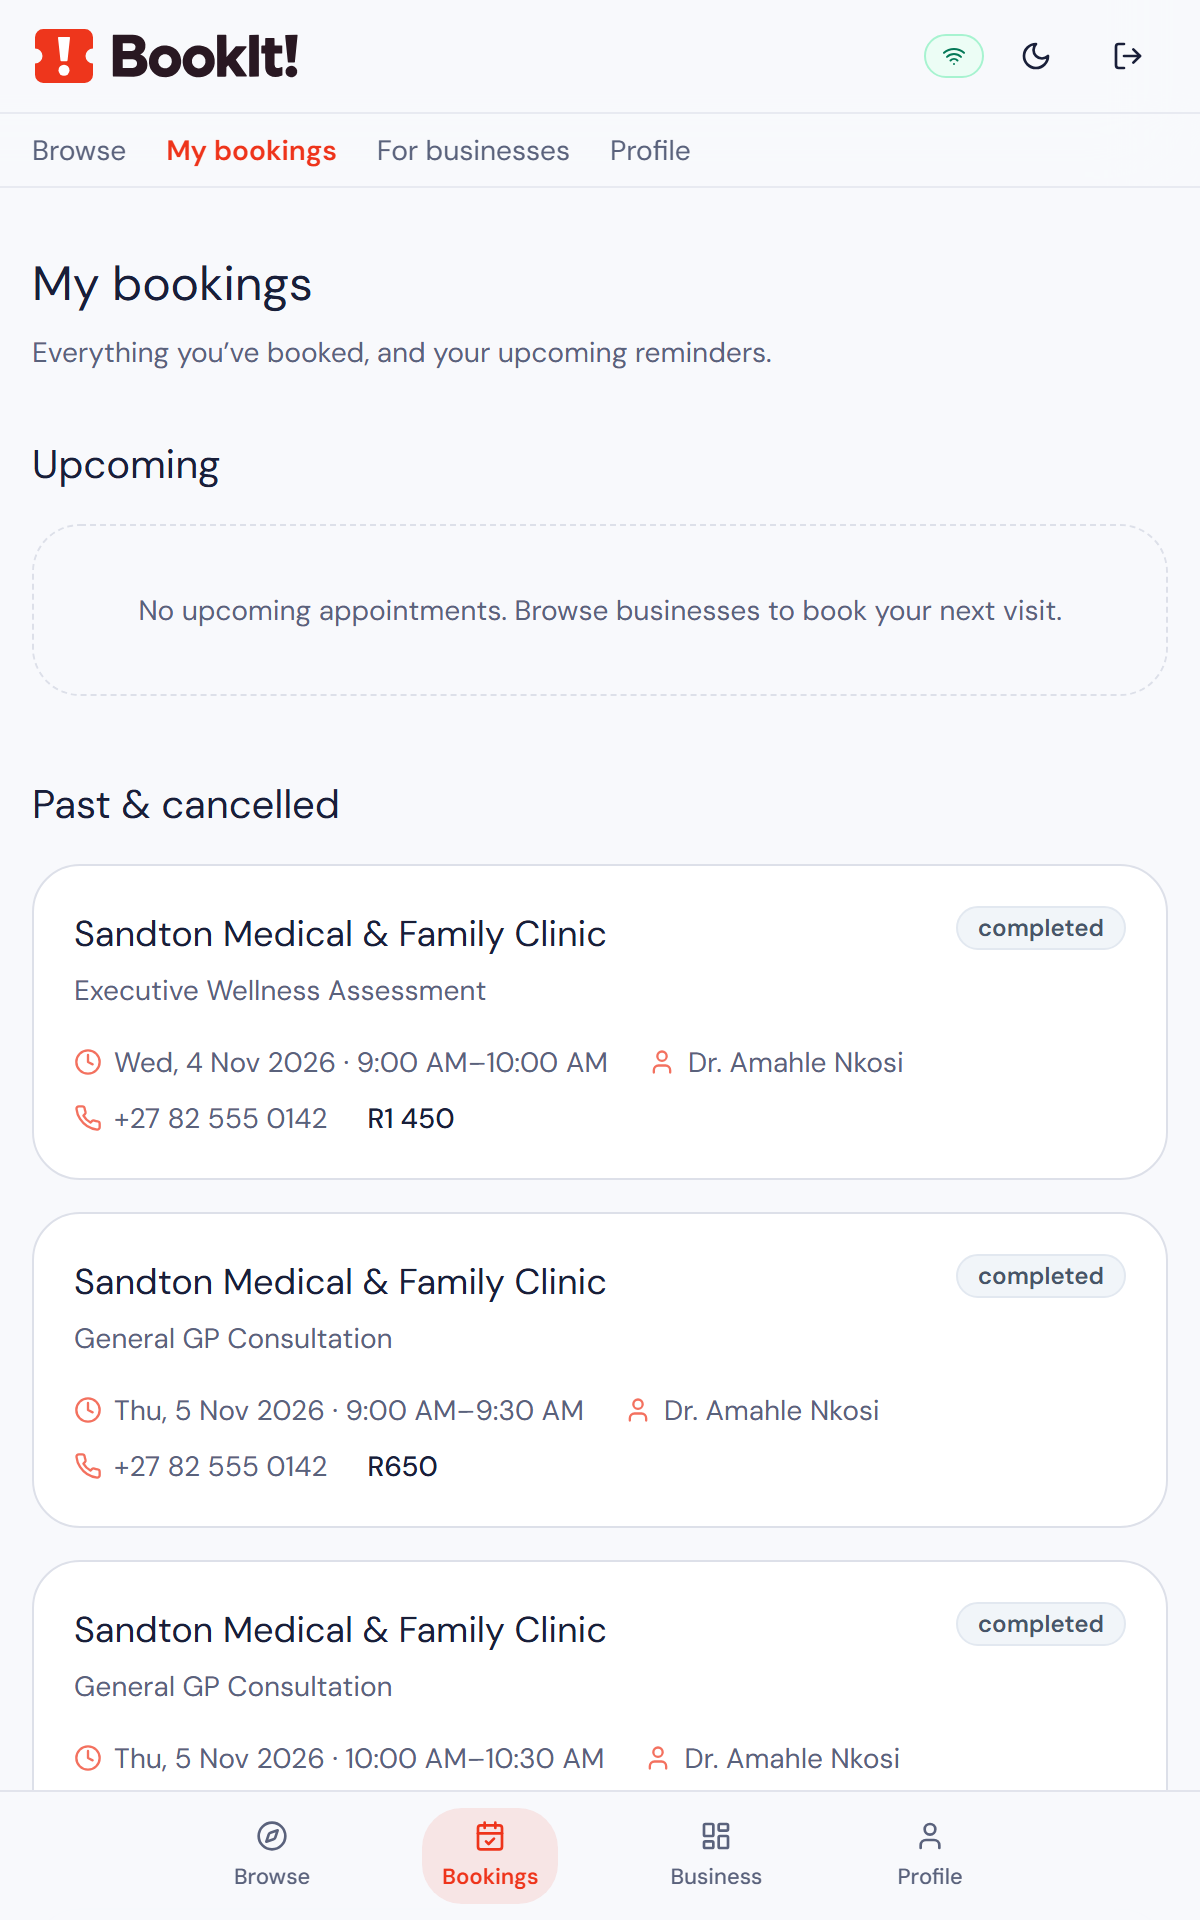 BookIt!
Browse My bookings For businesses Profile
My bookings
Everything you’ve booked, and your upcoming reminders.
Upcoming
No upcoming appointments. Browse businesses to book your next visit.
Past & cancelled
Sandton Medical & Family Clinic completed
Executive Wellness Assessment
Wed, 4 Nov 2026 · 9:00 AM–10:00 AM Dr. Amahle Nkosi
+27 82 555 0142 R1 450
Sandton Medical & Family Clinic completed
General GP Consultation
Thu, 5 Nov 2026 · 9:00 AM–9:30 AM Dr. Amahle Nkosi
+27 82 555 0142 R650
Sandton Medical & Family Clinic completed
General GP Consultation
Thu, 5 Nov 2026 · 10:00 AM–10:30 AM Dr. Amahle Nkosi
Browse Bookings Business Profile